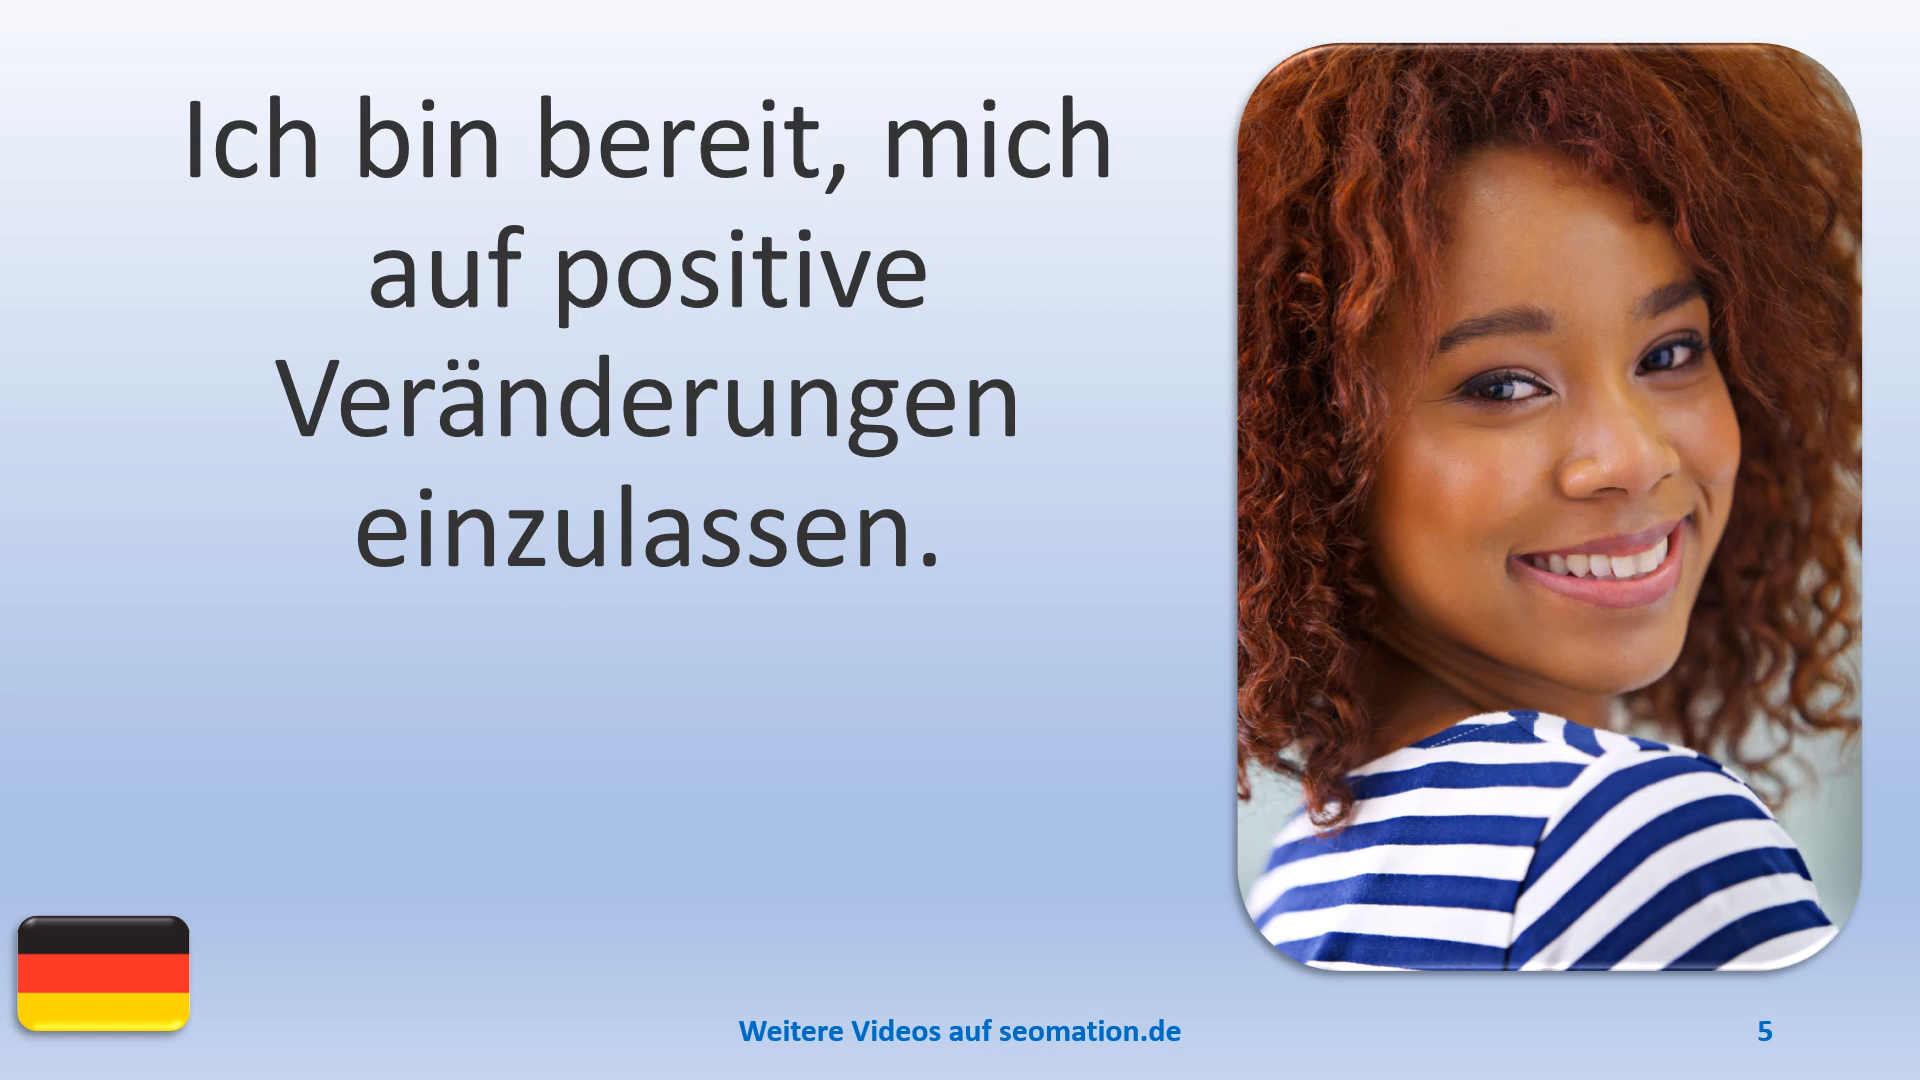 Ich bin bereit, mich
auf positive
Veränderungen
einzulassen.
Weitere Videos auf seomation.de
5